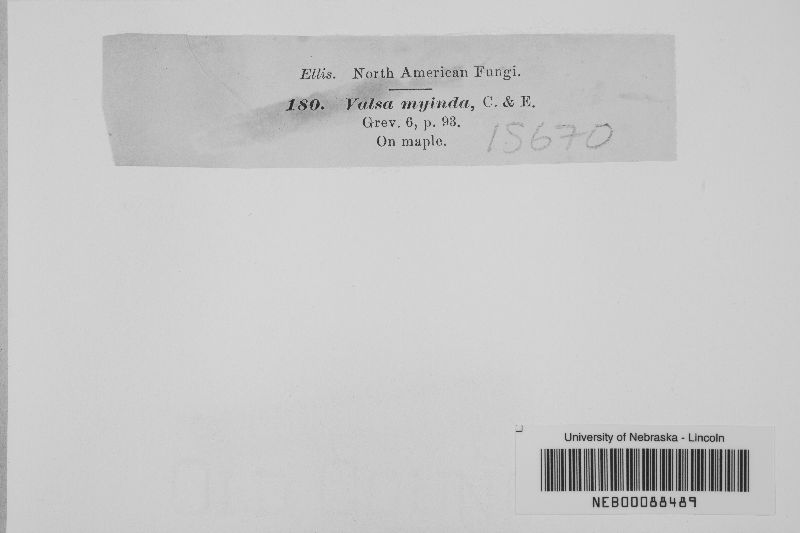 Ellis. North American Fungi.
180. Valsa myinda, C. & E.
Grev. 6, p. 93.
On maple.
15670
University of Nebraska - Lincoln
NEB00088489